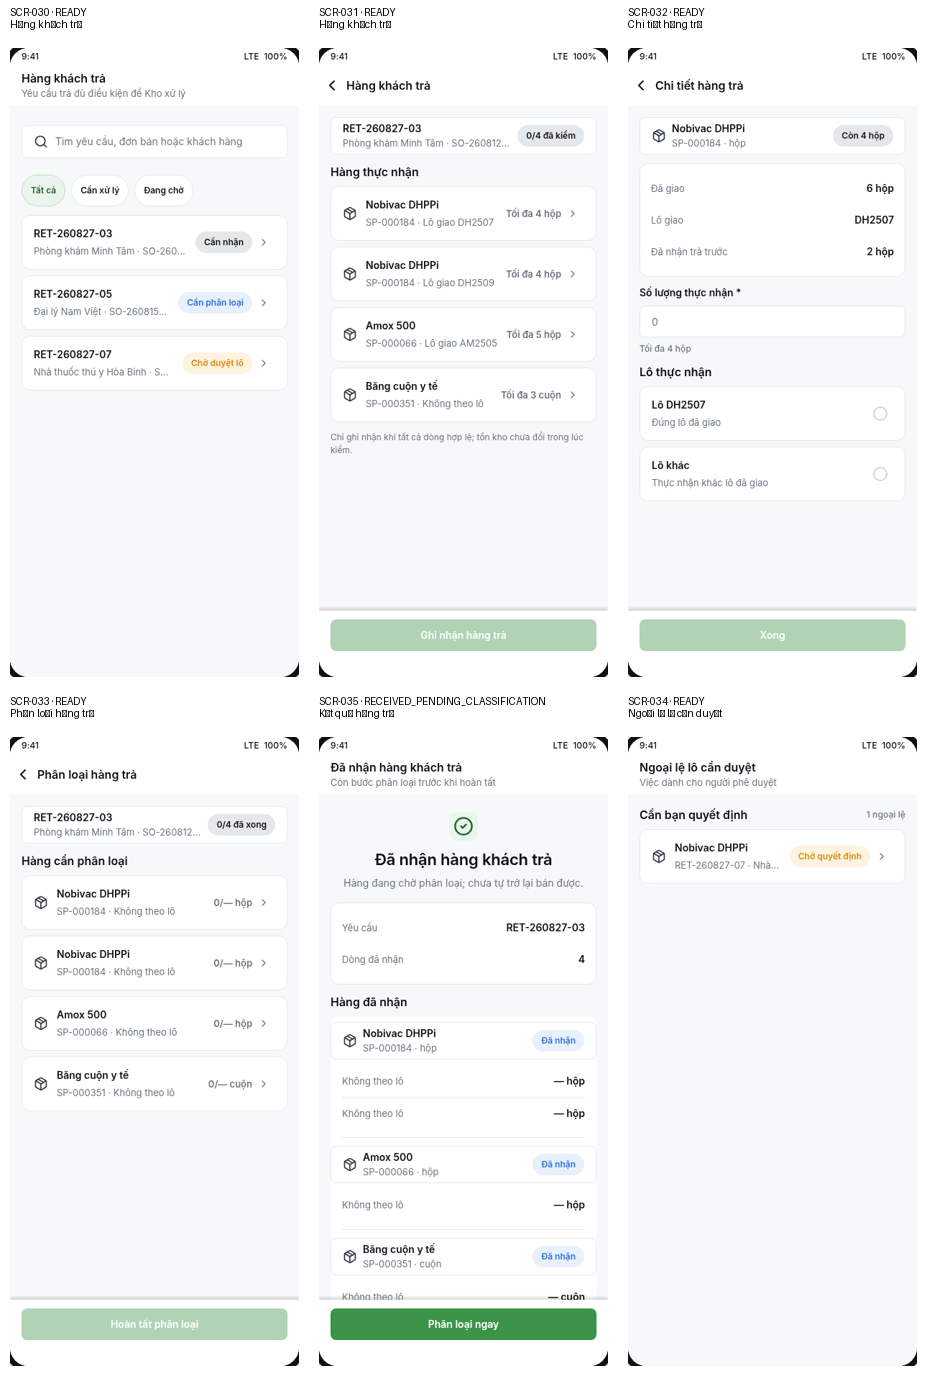 SCR-030 · READY
9:41
LTE 100%
Hàng khách trả
Yêu cầu trả đủ điều kiện để Kho xử lý
Tìm yêu cầu, đơn bán hoặc khách hàng
Tất cả
Cần xử lý
Đang chờ
RET-260827-03
Phòng khám Minh Tâm · SO-260...
Cần nhận
RET-260827-05
Đại lý Nam Việt · SO-260815...
Cần phân loại
RET-260827-07
Nhà thuốc thú y Hòa Bình · S...
Chờ duyệt lô
SCR-031 · READY
9:41
LTE 100%
Hàng khách trả
RET-260827-03
Phòng khám Minh Tâm · SO-260812...
0/4 đã kiểm
Hàng thực nhận
Nobivac DHPPi
SP-000184 · Lô giao DH2507
Tối đa 4 hộp
Nobivac DHPPi
SP-000184 · Lô giao DH2509
Tối đa 4 hộp
Amox 500
SP-000066 · Lô giao AM2505
Tối đa 5 hộp
Băng cuộn y tế
SP-000351 · Không theo lô
Tối đa 3 cuộn
Chỉ ghi nhận khi tất cả dòng hợp lệ; tồn kho chưa đổi trong lúc
kiểm.
Ghi nhận hàng trả
SCR-032 · READY
9:41
LTE 100%
Chi tiết hàng trả
Nobivac DHPPi
SP-000184 · hộp
Còn 4 hộp
Đã giao
6 hộp
Lô giao
DH2507
Đã nhận trả trước
2 hộp
Số lượng thực nhận *
0
Tối đa 4 hộp
Lô thực nhận
Lô DH2507
Đúng lô đã giao
Lô khác
Thực nhận khác lô đã giao
Xong
SCR-033 · READY
9:41
LTE 100%
Phân loại hàng trả
RET-260827-03
Phòng khám Minh Tâm · SO-260812...
0/4 đã xong
Hàng cần phân loại
Nobivac DHPPi
SP-000184 · Không theo lô
0/— hộp
Nobivac DHPPi
SP-000184 · Không theo lô
0/— hộp
Amox 500
SP-000066 · Không theo lô
0/— hộp
Băng cuộn y tế
SP-000351 · Không theo lô
0/— cuộn
Hoàn tất phân loại
SCR-035 · RECEIVED_PENDING_CLASSIFICATION
9:41
LTE 100%
Đã nhận hàng khách trả
Còn bước phân loại trước khi hoàn tất
Đã nhận hàng khách trả
Hàng đang chờ phân loại; chưa tự trở lại bán được.
Yêu cầu
RET-260827-03
Dòng đã nhận
4
Hàng đã nhận
Nobivac DHPPi
SP-000184 · hộp
Đã nhận
Không theo lô
— hộp
Không theo lô
— hộp
Amox 500
SP-000066 · hộp
Đã nhận
Không theo lô
— hộp
Băng cuộn y tế
SP-000351 · cuộn
Đã nhận
Không theo lô
— cuộn
Phân loại ngay
SCR-034 · READY
9:41
LTE 100%
Ngoại lệ lô cần duyệt
Việc dành cho người phê duyệt
Cần bạn quyết định
1 ngoại lệ
Nobivac DHPPi
RET-260827-07 · Nhà...
Chờ quyết định